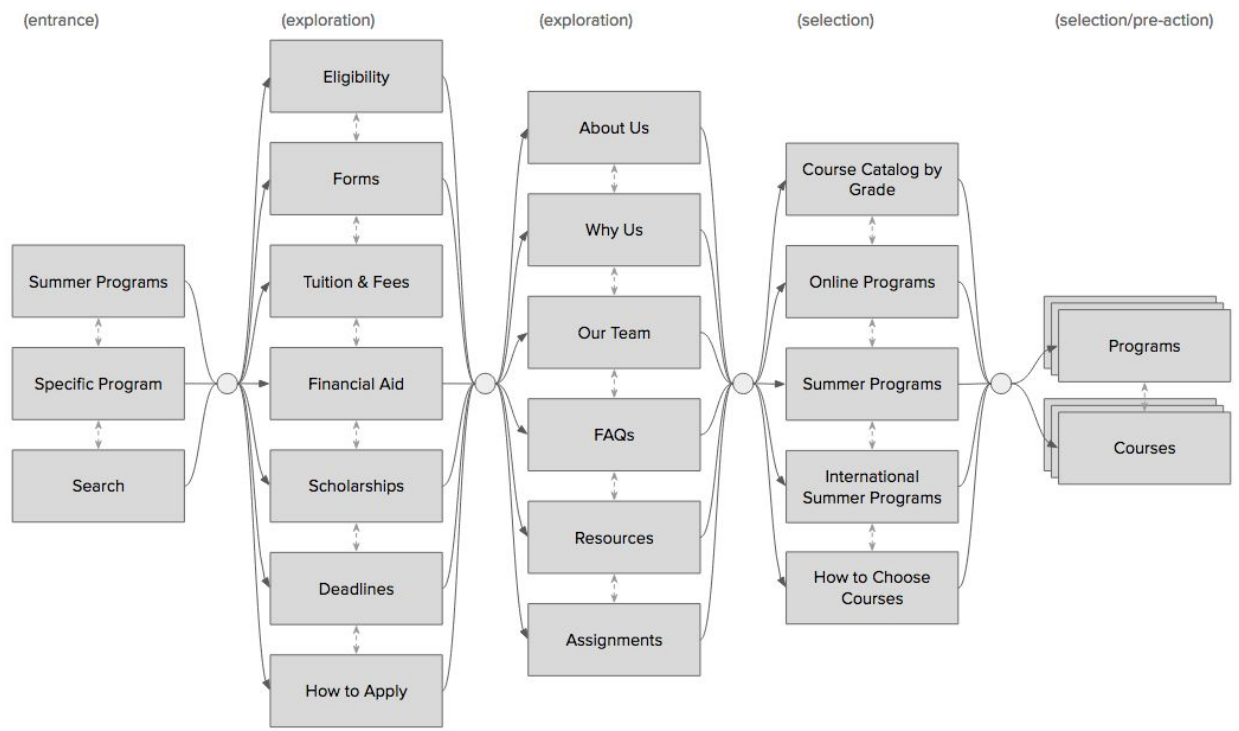 (entrance)
(exploration)
(exploration)
(selection)
(selection/pre-action)
Summer Programs
Specific Program
Search
Eligibility
Forms
Tuition & Fees
Financial Aid
Scholarships
Deadlines
How to Apply
About Us
Why Us
Our Team
FAQs
Resources
Assignments
Course Catalog by
Grade
Online Programs
Summer Programs
International
Summer Programs
How to Choose
Courses
Programs
Courses